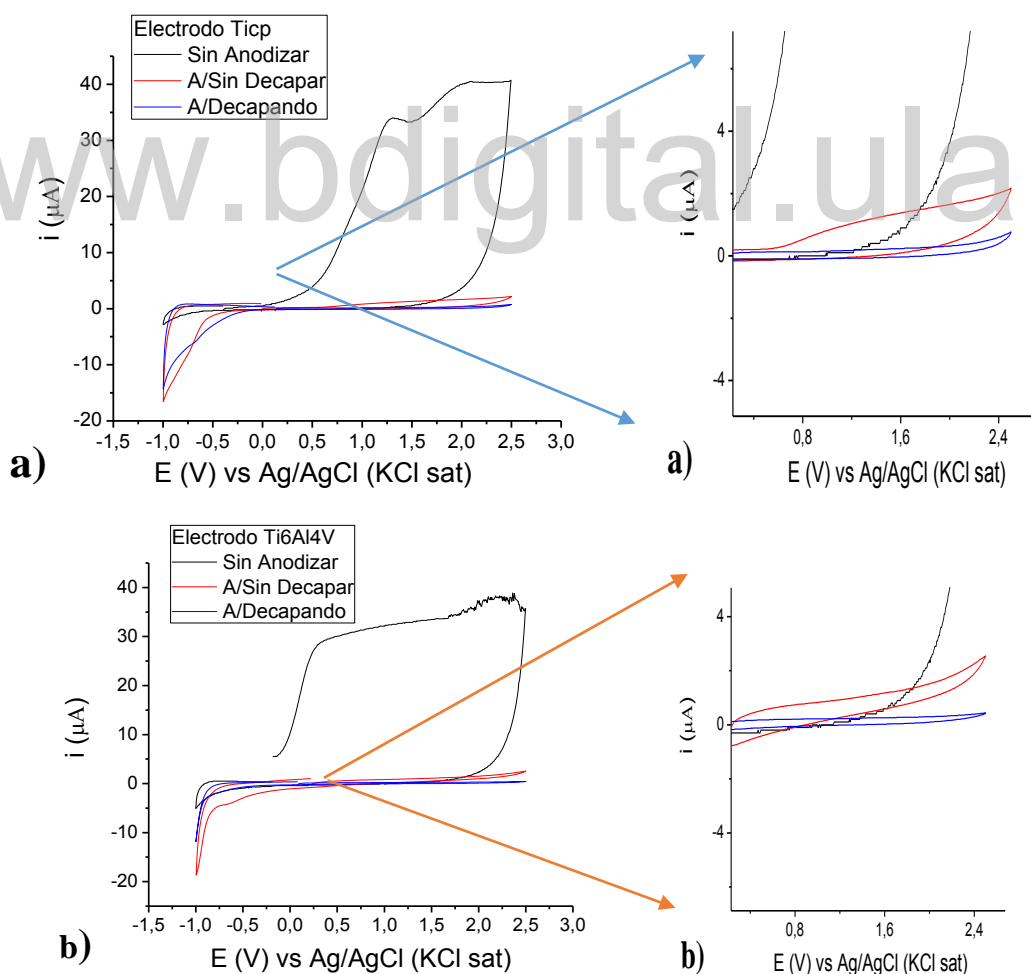 Electrodo Ticp
Sin Anodizar
A/Sin Decapar
A/Decapando
50
40
30
20
10
0
-10
-20
i (µA)
-1,5 -1,0 -0,5 0,0 0,5 1,0 1,5 2,0 2,5 3,0
E (V) vs Ag/AgCl (KCl sat)
a)
4
0
-4
i (µA)
0,8 1,6 2,4
E (V) vs Ag/AgCl (KCl sat)
a)
www.bdigital.ula
Electrodo Ti6Al4V
Sin Anodizar
A/Sin Decapar
A/Decapando
50
40
30
20
10
0
-10
-20
i (µA)
-1,5 -1,0 -0,5 0,0 0,5 1,0 1,5 2,0 2,5 3,0
E (V) vs Ag/AgCl (KCl sat)
b)
4
0
-4
i (µA)
0,8 1,6 2,4
E (V) vs Ag/AgCl (KCl sat)
b)